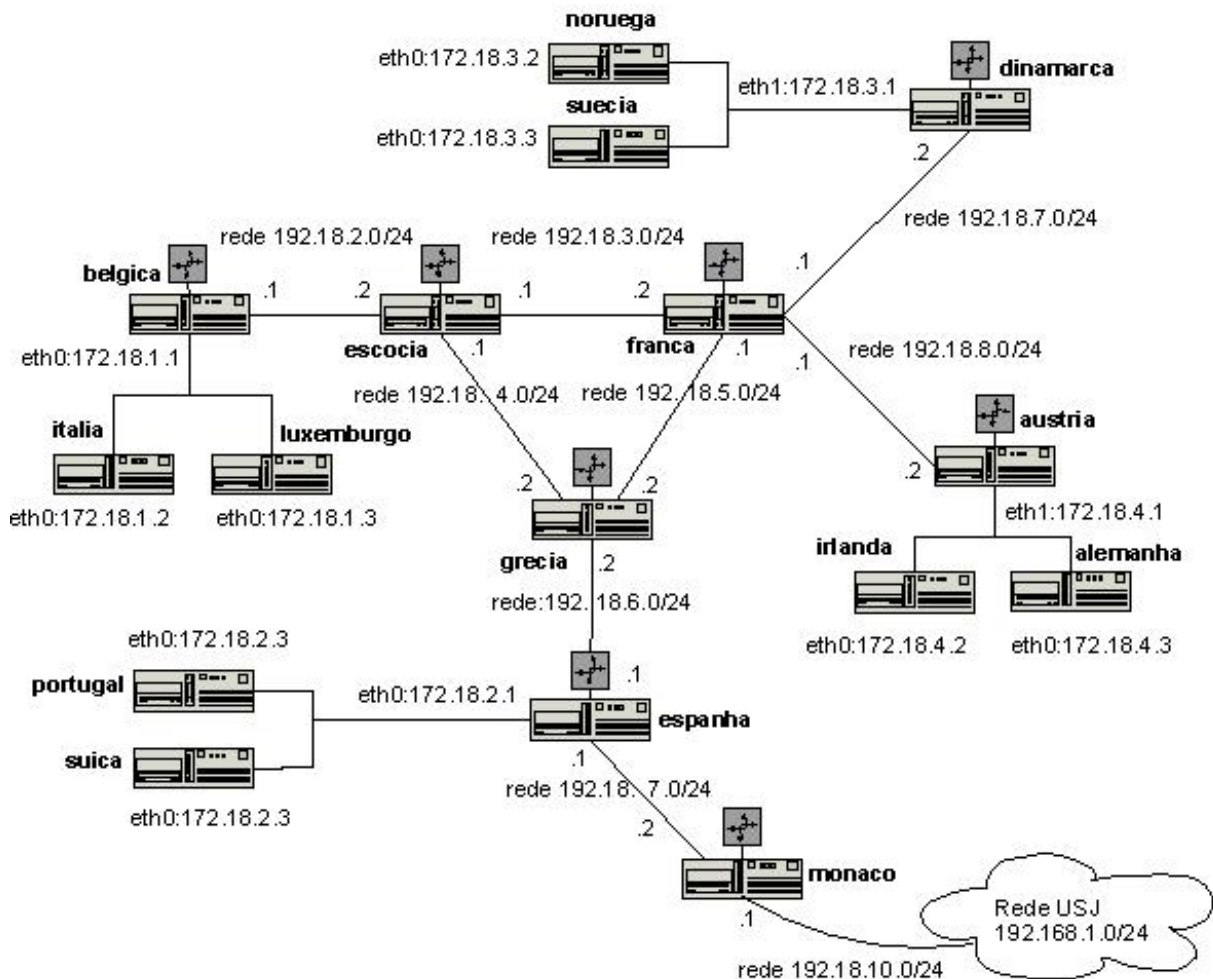 noruega
eth0:172.18.3.2
dinamarca
eth1:172.18.3.1
suecia
eth0:172.18.3.3
.2
rede 192.18.7.0/24
rede 192.18.2.0/24
rede 192.18.3.0/24
belgica
.1
.2
.1
.2
.1
escocia
.1
franca
.1
.1
rede 192.18.8.0/24
eth0:172.18.1.1
rede 192.18. 4.0/24
rede 192. 18.5.0/24
italia
luxemburgo
austria
.2
.2
.2
eth0:172.18.1.2
eth0:172.18.1.3
eth1:172.18.4.1
grecia
.2
irlanda
alemanha
rede:192. 18.6.0/24
eth0:172.18.4.2
eth0:172.18.4.3
eth0:172.18.2.3
portugal
eth0:172.18.2.1
.1
espanha
suica
.1
eth0:172.18.2.3
rede 192.18. 7.0/24
.2
monaco
.1
Rede USJ
192.168.1.0/24
rede 192.18.10.0/24